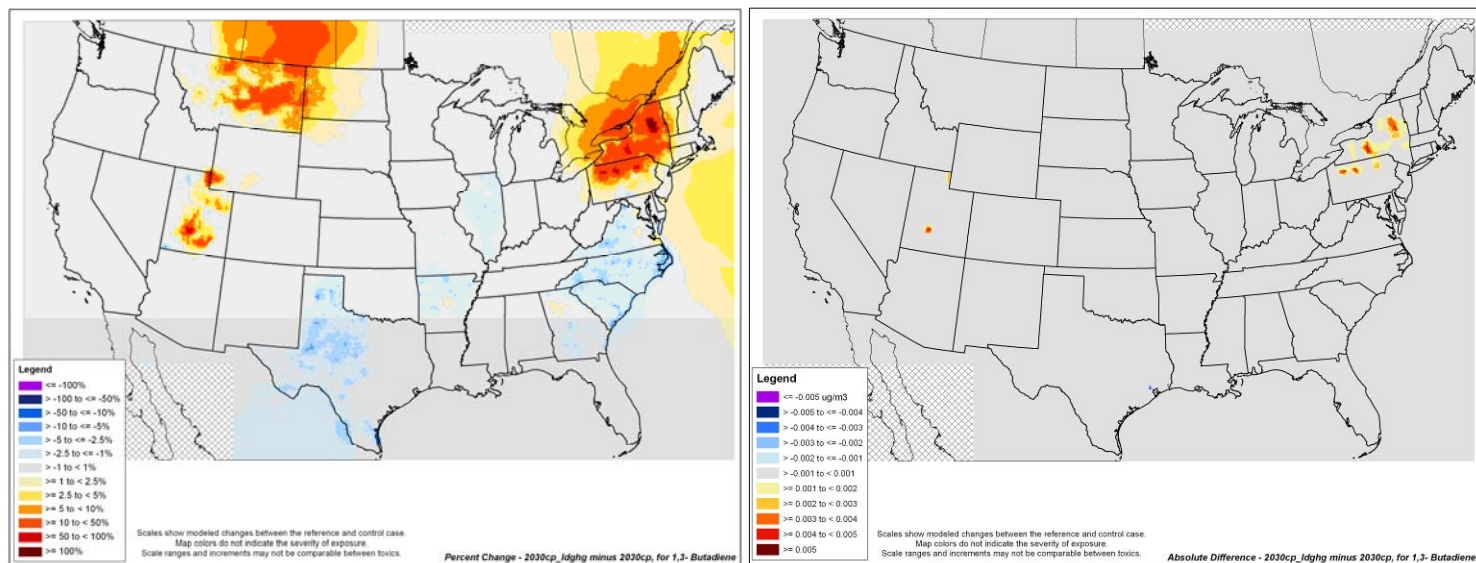 Legend
<= -100%
> -100 to <= -50%
> -50 to <= -10%
> -10 to <= -5%
> -5 to <= -2.5%
> -2.5 to <= -1%
> -1 to < 1%
>= 1 to < 2.5%
>= 2.5 to < 5%
>= 5 to < 10%
>= 10 to < 50%
>= 50 to < 100%
>= 100%
Scales show modeled changes between the reference and control case.
Map colors do not indicate the severity of exposure.
Scale ranges and increments may not be comparable between toxics.
Percent Change - 2030cp_ldghg minus 2030cp, for 1,3- Butadiene
Legend
<= -0.005 ug/m3
> -0.005 to <= -0.004
> -0.004 to <= -0.003
> -0.003 to <= -0.002
> -0.002 to <= -0.001
> -0.001 to < 0.001
>= 0.001 to < 0.002
>= 0.002 to < 0.003
>= 0.003 to < 0.004
>= 0.004 to < 0.005
>= 0.005
Scales show modeled changes between the reference and control case.
Map colors do not indicate the severity of exposure.
Scale ranges and increments may not be comparable between toxics.
Absolute Difference - 2030cp_ldghg minus 2030cp, for 1,3- Butadiene